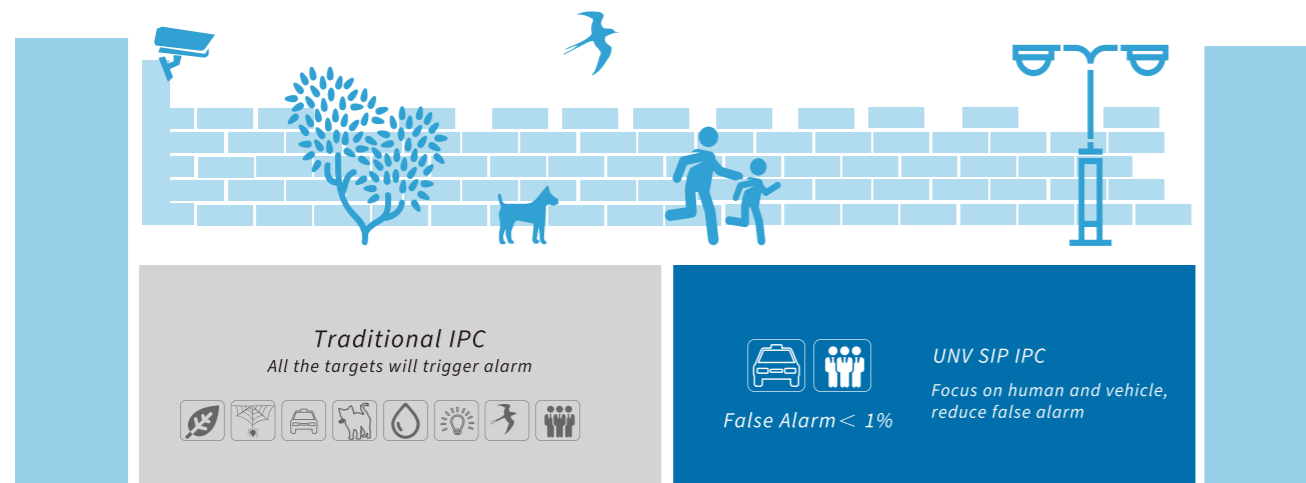 Traditional IPC
All the targets will trigger alarm
False Alarm< 1%
UNV SIP IPC
Focus on human and vehicle,
reduce false alarm